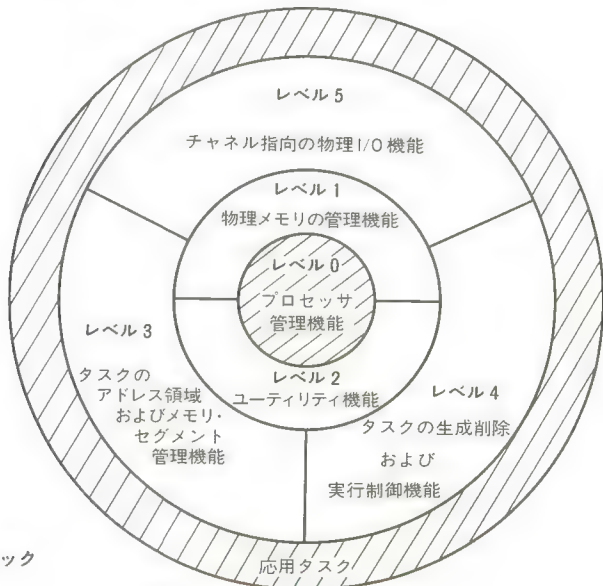 レベル 5
チャネル指向の物理I/O機能
レベル 1
物理メモリの管理機能
レベル 0
プロセッサ
管理機能
レベル 3
タスクの
アドレス領域
およびメモリ・
セグメント
管理機能
レベル 2
ユーティリティ機能
レベル 4
タスクの生成削除
および
実行制御機能
ック
応用タスク